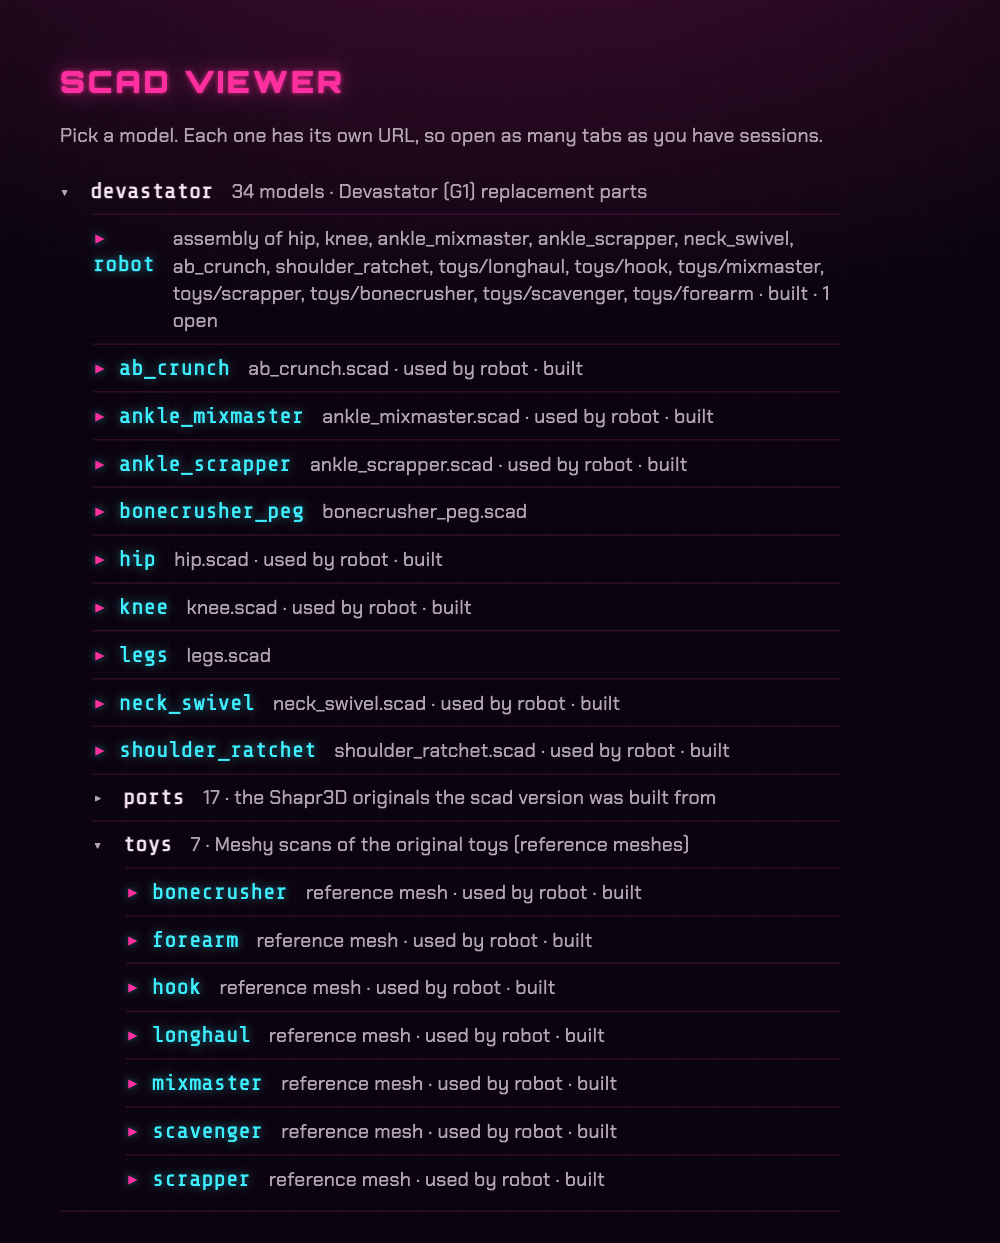 SCAD VIEWER
Pick a model. Each one has its own URL, so open as many tabs as you have sessions.
▾ devastator 34 models · Devastator (G1) replacement parts
▶ robot assembly of hip, knee, ankle_mixmaster, ankle_scrapper, neck_swivel,
ab_crunch, shoulder_ratchet, toys/longhaul, toys/hook, toys/mixmaster,
toys/scrapper, toys/bonecrusher, toys/scavenger, toys/forearm · built · 1
open
▶ ab_crunch ab_crunch.scad · used by robot · built
▶ ankle_mixmaster ankle_mixmaster.scad · used by robot · built
▶ ankle_scrapper ankle_scrapper.scad · used by robot · built
▶ bonecrusher_peg bonecrusher_peg.scad
▶ hip hip.scad · used by robot · built
▶ knee knee.scad · used by robot · built
▶ legs legs.scad
▶ neck_swivel neck_swivel.scad · used by robot · built
▶ shoulder_ratchet shoulder_ratchet.scad · used by robot · built
▸ ports 17 · the Shapr3D originals the scad version was built from
▾ toys 7 · Meshy scans of the original toys (reference meshes)
▶ bonecrusher reference mesh · used by robot · built
▶ forearm reference mesh · used by robot · built
▶ hook reference mesh · used by robot · built
▶ longhaul reference mesh · used by robot · built
▶ mixmaster reference mesh · used by robot · built
▶ scavenger reference mesh · used by robot · built
▶ scrapper reference mesh · used by robot · built